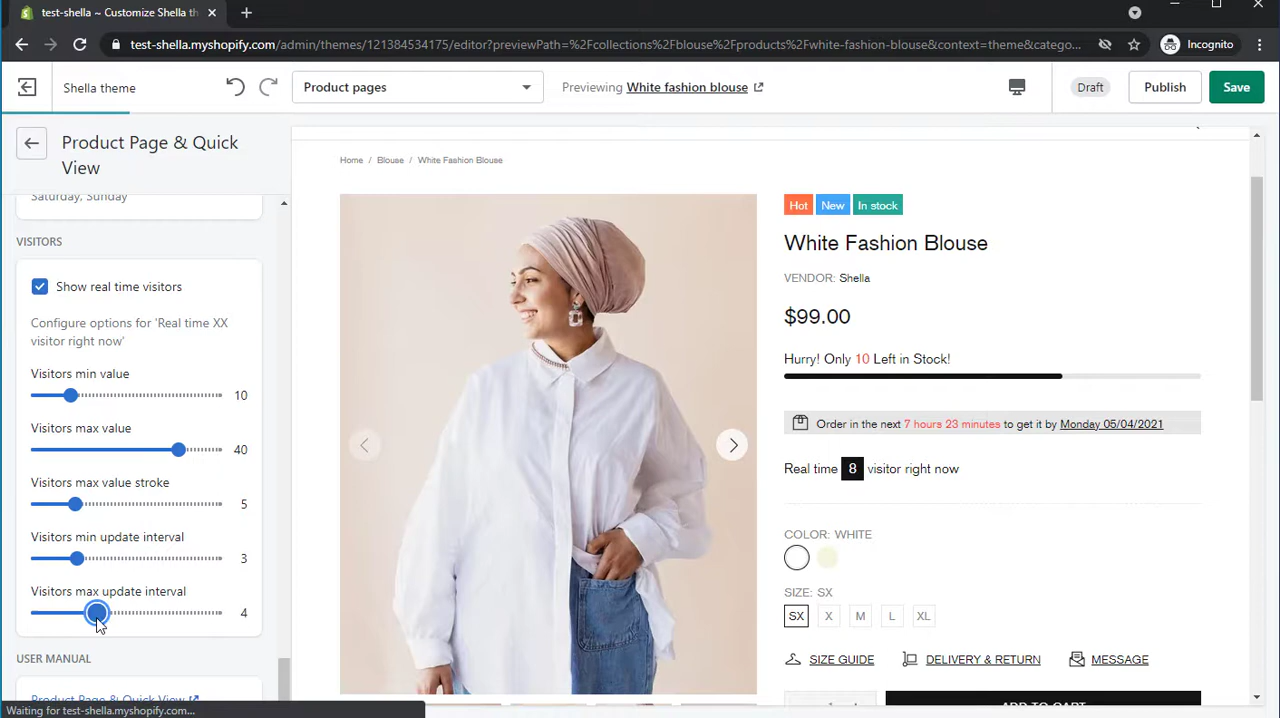 test-shella ~ Customize Shella th
test-shella.myshopify.com/admin/themes/121384534175/editor?previewPath=%2Fcollections%2Fblouse%2Fproducts%2Fwhite-fashion-blouse&context=theme&catego...
Incognito
Shella theme
Product pages
Previewing White fashion blouse
Draft
Publish
Save
Product Page & Quick View
Saturday, Sunday
VISITORS
Show real time visitors
Configure options for 'Real time XX
visitor right now'
Visitors min value
10
Visitors max value
40
Visitors max value stroke
5
Visitors min update interval
3
Visitors max update interval
4
USER MANUAL
Product Page & Quick View
Waiting for test-shella.myshopify.com...
Home / Blouse / White Fashion Blouse
Hot New In stock
White Fashion Blouse
VENDOR: Shella
$99.00
Hurry! Only 10 Left in Stock!
Order in the next 7 hours 23 minutes to get it by Monday 05/04/2021
Real time 8 visitor right now
COLOR: WHITE
SIZE: SX
SX X M L XL
SIZE GUIDE DELIVERY & RETURN MESSAGE
ADD TO CART